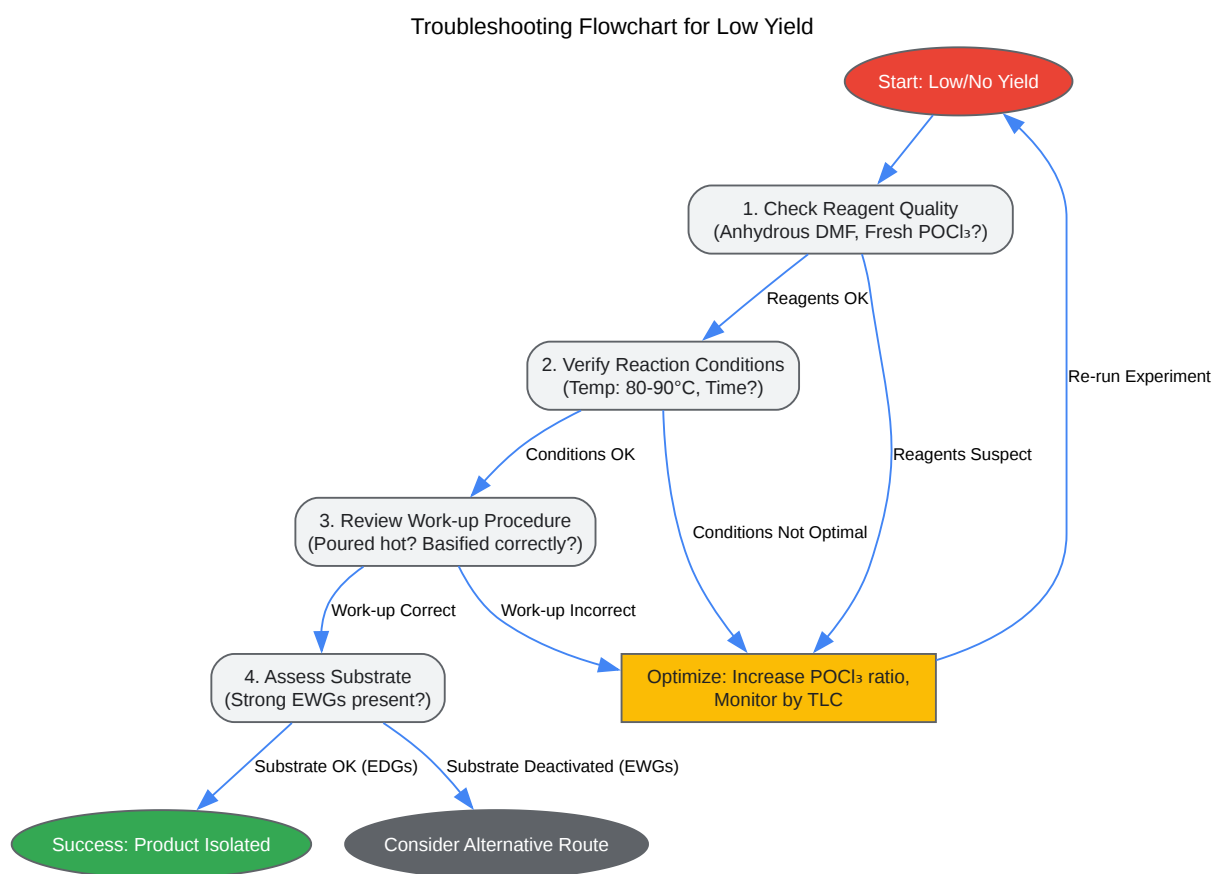 Troubleshooting Flowchart for Low Yield
Start: Low/No Yield
1. Check Reagent Quality
(Anhydrous DMF, Fresh POCl₃?)
Reagents OK
2. Verify Reaction Conditions
(Temp: 80-90°C, Time?)
Re-run Experiment
Conditions OK
Reagents Suspect
3. Review Work-up Procedure
(Poured hot? Basified correctly?)
Conditions Not Optimal
Work-up Correct
Work-up Incorrect
4. Assess Substrate
(Strong EWGs present?)
Optimize: Increase POCl₃ ratio,
Monitor by TLC
Substrate OK (EDGs)
Substrate Deactivated (EWGs)
Success: Product Isolated
Consider Alternative Route